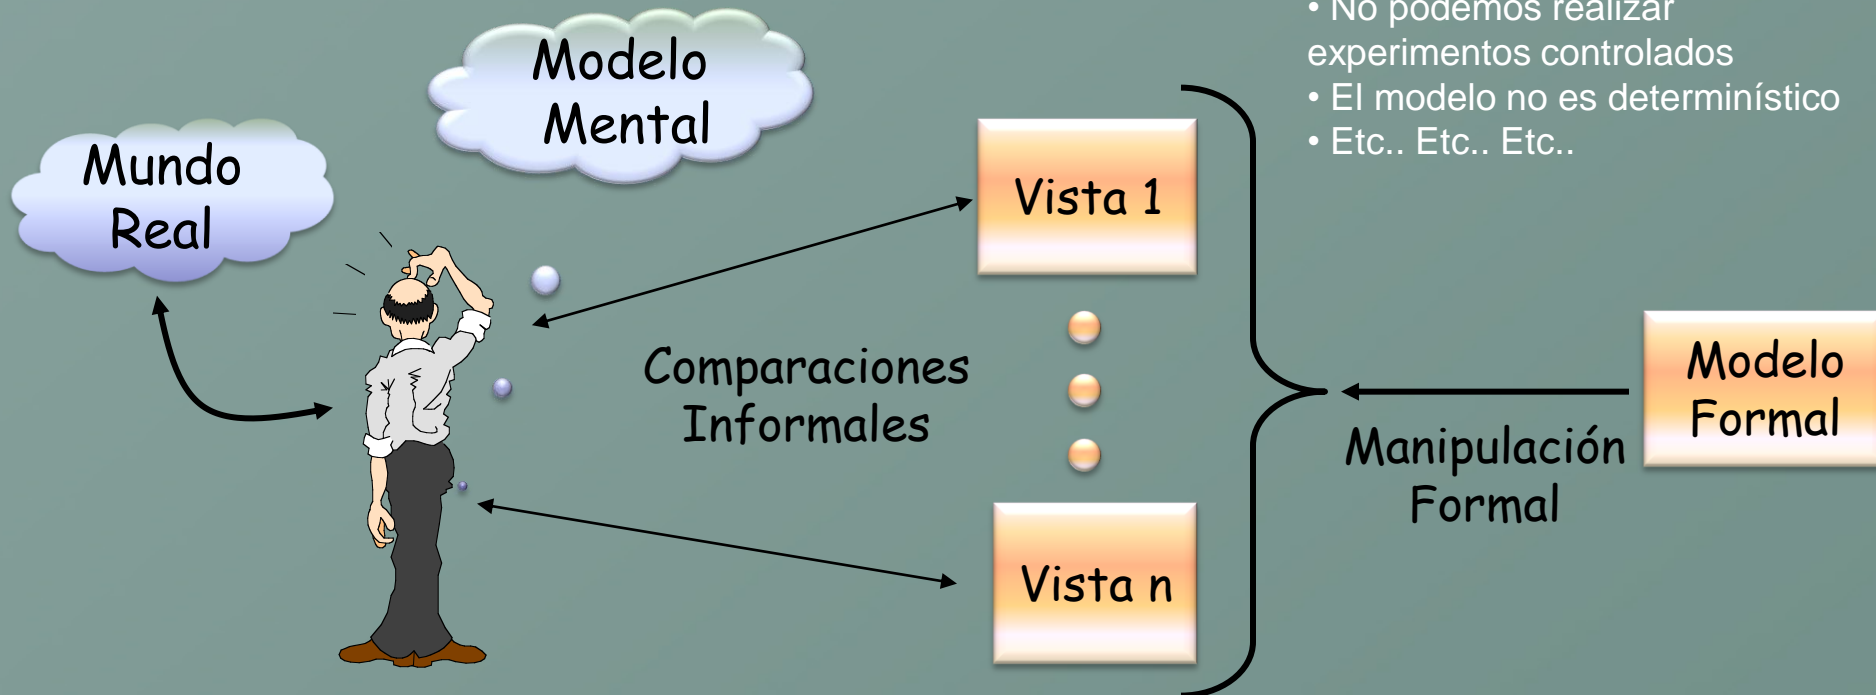 • No podemos realizar
experimentos controlados
• El modelo no es determinístico
• Etc.. Etc.. Etc..
Modelo
Mental
Mundo
Real
Vista 1
Comparaciones
Informales
Vista n
Manipulación
Formal
Modelo
Formal